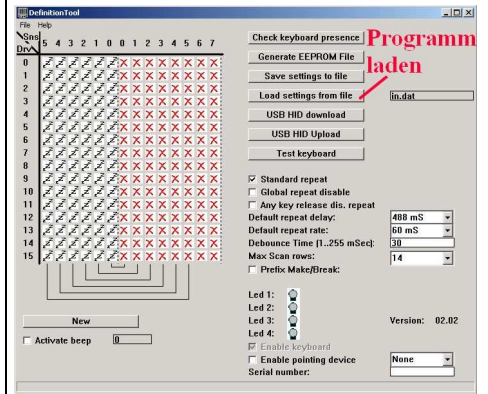 DefinitionTool
File Help
Sns
Drv
5 4 3 2 1 0 0 1 2 3 4 5 6 7
0
1
2
3
4
5
6
7
8
9
10
11
12
13
14
15
New
Activate beep 0
Check keyboard presence
Generate EEPROM File
Save settings to file
Load settings from file in.dat
USB HID download
USB HID Upload
Test keyboard
Programm
laden
Standard repeat
Global repeat disable
Any key release dis. repeat
Default repeat delay: 488 mS
Default repeat rate: 60 mS
Debounce Time (1..255 mSec): 30
Max Scan rows: 14
Prefix Make/Break:
Led 1:
Led 2:
Led 3:
Led 4:
Version: 02.02
Enable keyboard
Enable pointing device None
Serial number: